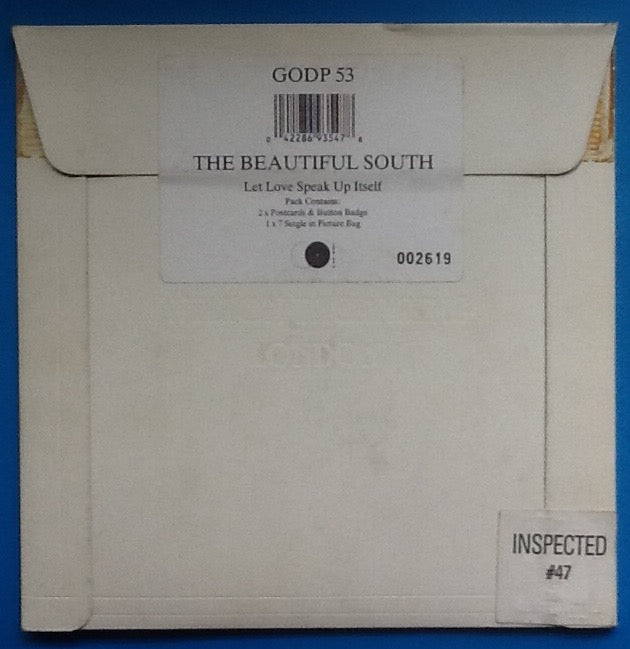 GODP 53
0 42286 93547 6
THE BEAUTIFUL SOUTH
Let Love Speak Up Itself
Pack Contains:
2 x Postcards & Button Badge
1 x 7 Single in Picture Bag
002619
LONDON
INSPECTED
#47